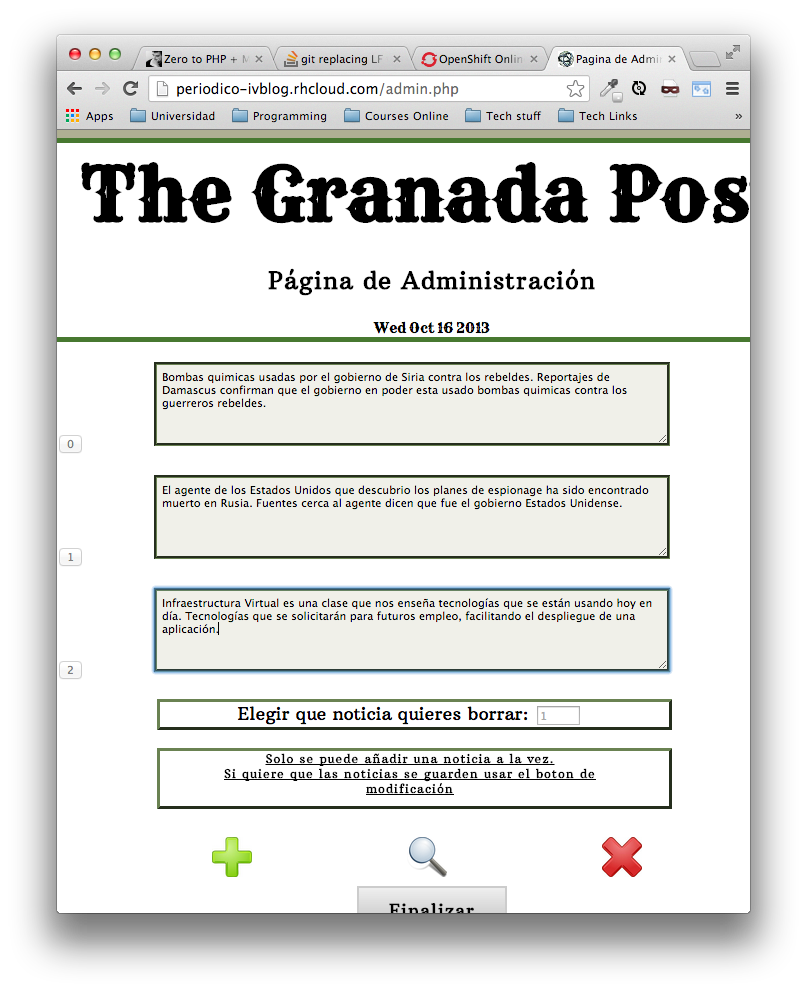 Zero to PHP + M
git replacing LF
OpenShift Onlin
Pagina de Admi
periodico-ivblog.rhcloud.com/admin.php
Apps Universidad Programming Courses Online Tech stuff Tech Links »
The Granada Pos
Página de Administración
Wed Oct 16 2013
Bombas quimicas usadas por el gobierno de Siria contra los rebeldes. Reportajes de
Damascus confirman que el gobierno en poder esta usado bombas quimicas contra los
guerreros rebeldes.
0
El agente de los Estados Unidos que descubrio los planes de espionage ha sido encontrado
muerto en Rusia. Fuentes cerca al agente dicen que fue el gobierno Estados Unidense.
1
Infraestructura Virtual es una clase que nos enseña tecnologías que se están usando hoy en
día. Tecnologías que se solicitarán para futuros empleo, facilitando el despliegue de una
aplicación.
2
Elegir que noticia quieres borrar: 1
Solo se puede añadir una noticia a la vez.
Si quiere que las noticias se guarden usar el boton de
modificación
Finalizar